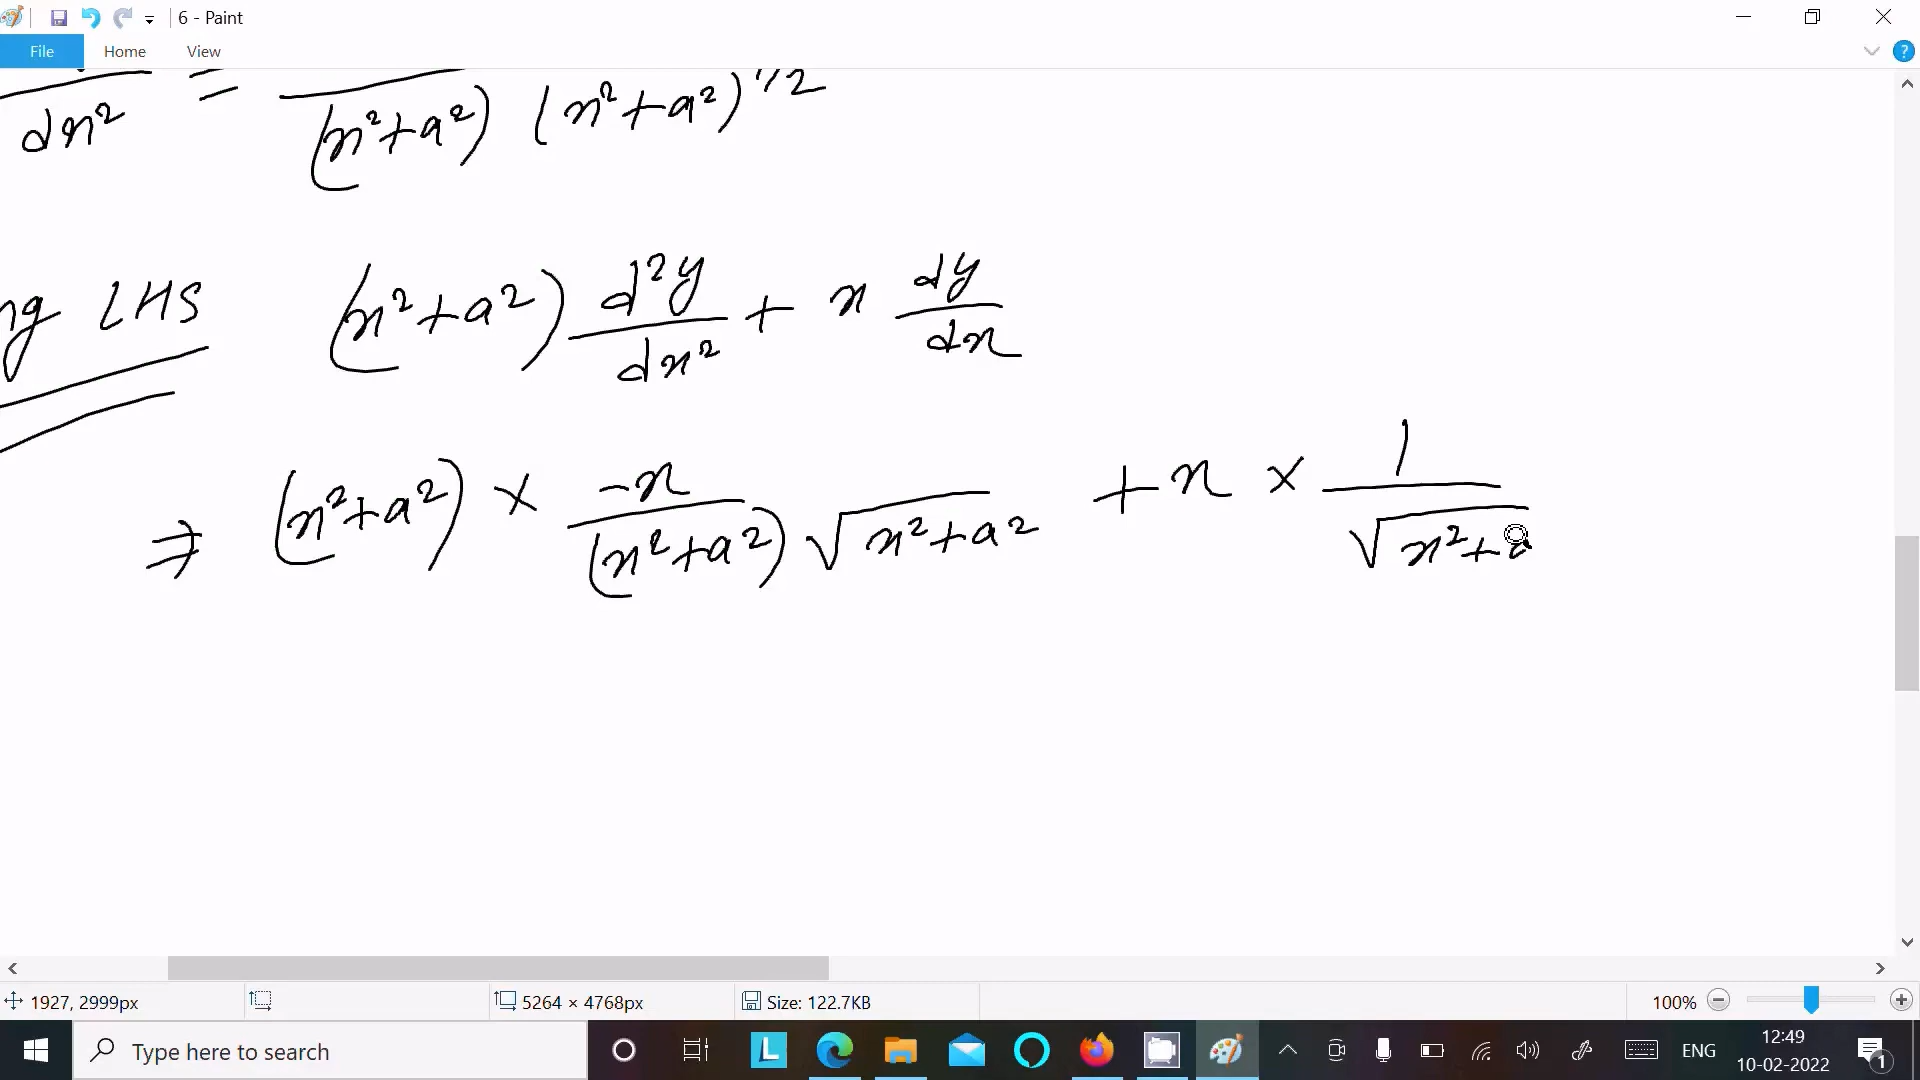 6 - Paint
File Home View
dx² = (x²+a²) (x²+a²)^1/2
ng LHS (x²+a²) d²y/dx² + x dy/dx
⇒ (x²+a²) × -x/(x²+a²)√x²+a² + x × 1/√x²+a
1927, 2999px 5264 × 4768px Size: 122.7KB 100%
Type here to search L ENG 12:49
10-02-2022 1